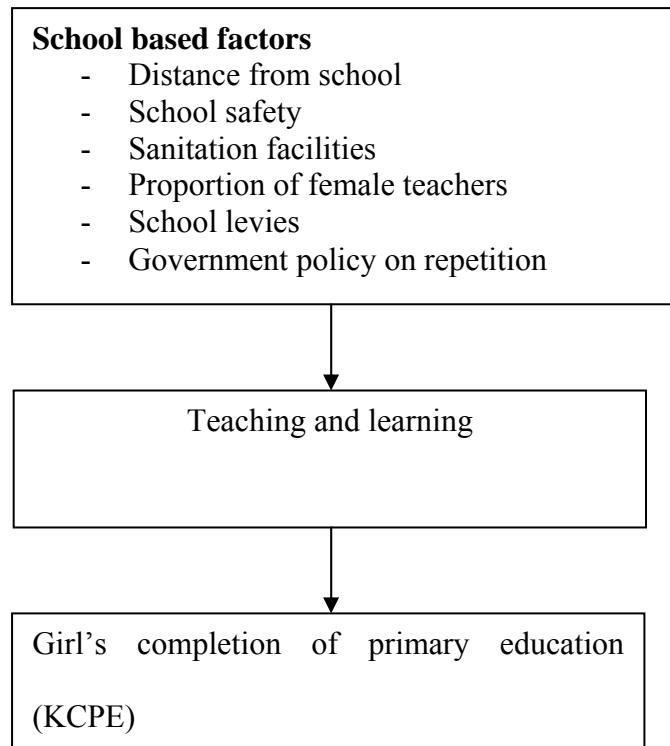 School based factors
- Distance from school
- School safety
- Sanitation facilities
- Proportion of female teachers
- School levies
- Government policy on repetition
Teaching and learning
Girl’s completion of primary education
(KCPE)